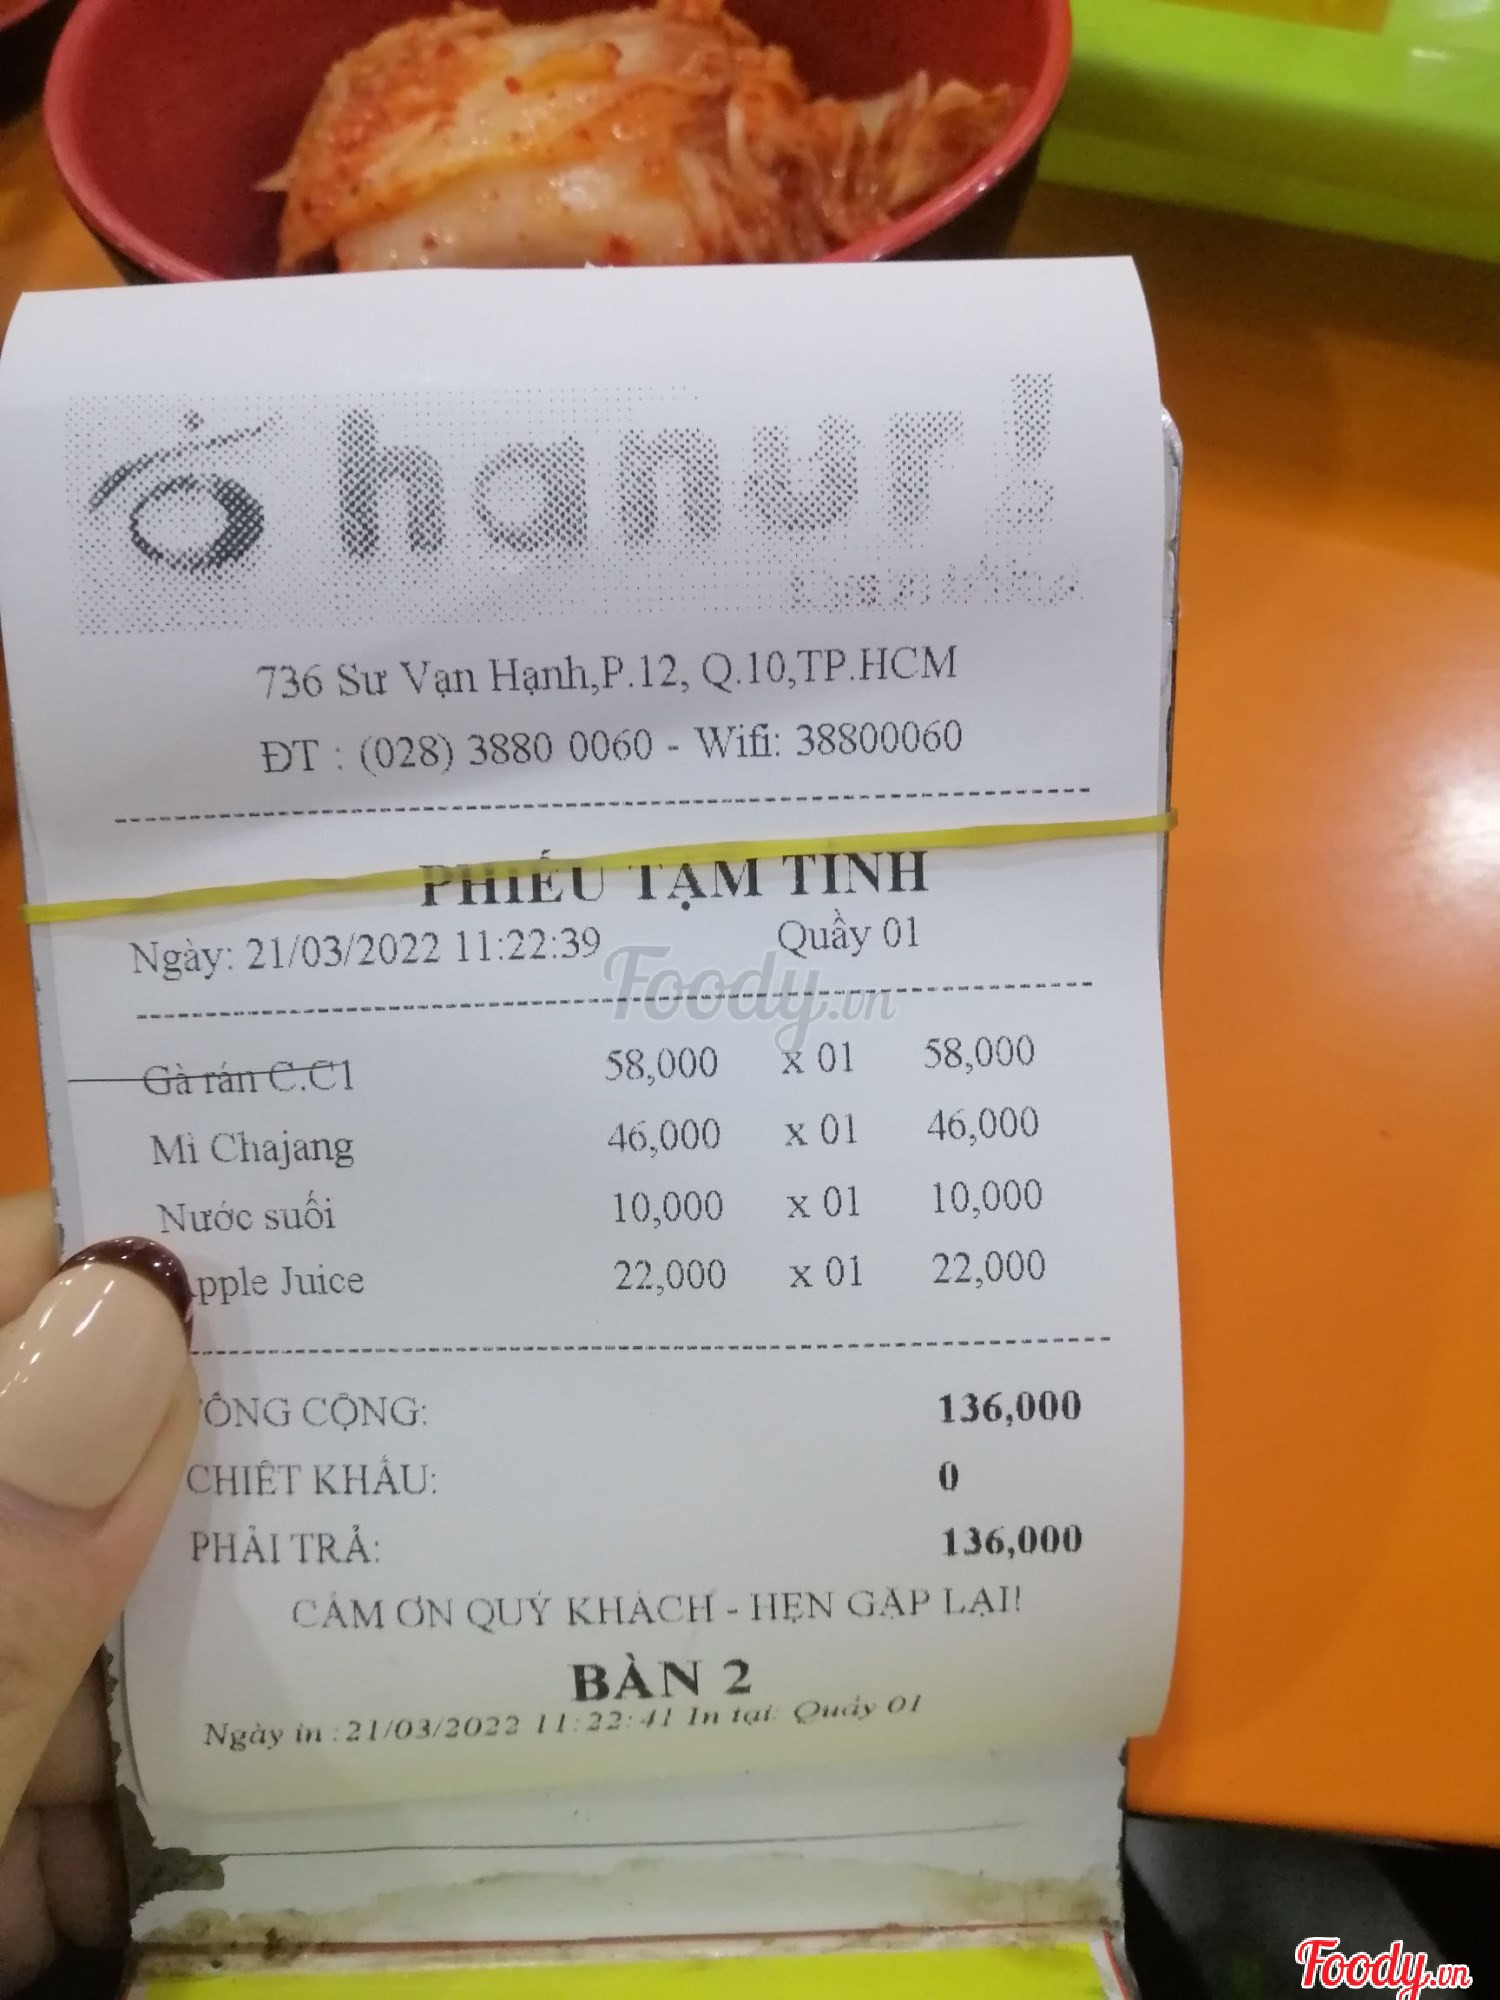 hanuri
736 Sư Vạn Hạnh,P.12, Q.10,TP.HCM
ĐT : (028) 3880 0060 - Wifi: 38800060
PHIẾU TẠM TÍNH
Ngày: 21/03/2022 11:22:39 Quầy 01
Foody.vn
Gà rán C.C1 58,000 x 01 58,000
Mì Chajang 46,000 x 01 46,000
Nước suối 10,000 x 01 10,000
Apple Juice 22,000 x 01 22,000
TỔNG CỘNG: 136,000
CHIẾT KHẤU: 0
PHẢI TRẢ: 136,000
CẢM ƠN QUÝ KHÁCH - HẸN GẶP LẠI!
BÀN 2
Ngày in :21/03/2022 11:22:41 In tại: Quầy 01
Foody.vn